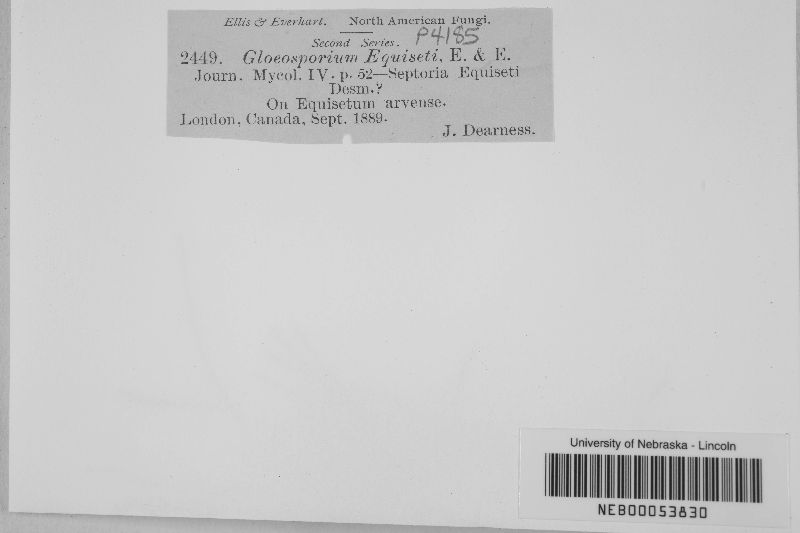 Ellis & Everhart. North American Fungi.
Second Series. P4185
2449. Gloeosporium Equiseti, E. & E.
Journ. Mycol. IV. p. 52—Septoria Equiseti
Desm.?
On Equisetum arvense.
London, Canada, Sept. 1889.
J. Dearness.
University of Nebraska - Lincoln
NEB00053830